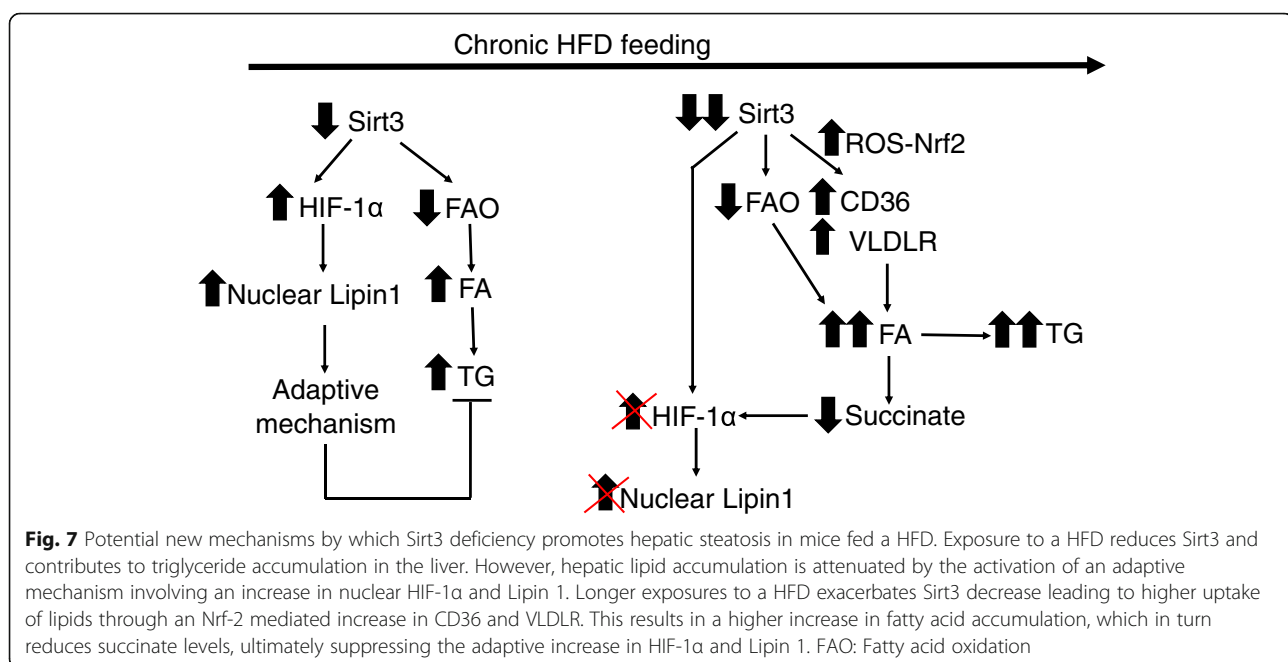 Chronic HFD feeding
Sirt3
HIF-1α
FAO
Nuclear Lipin1
FA
Adaptive
mechanism
TG
Sirt3
ROS-Nrf2
FAO
CD36
VLDLR
FA
TG
HIF-1α
Succinate
Nuclear Lipin1
Fig. 7 Potential new mechanisms by which Sirt3 deficiency promotes hepatic steatosis in mice fed a HFD. Exposure to a HFD reduces Sirt3 and
contributes to triglyceride accumulation in the liver. However, hepatic lipid accumulation is attenuated by the activation of an adaptive
mechanism involving an increase in nuclear HIF-1α and Lipin 1. Longer exposures to a HFD exacerbates Sirt3 decrease leading to higher uptake
of lipids through an Nrf-2 mediated increase in CD36 and VLDLR. This results in a higher increase in fatty acid accumulation, which in turn
reduces succinate levels, ultimately suppressing the adaptive increase in HIF-1α and Lipin 1. FAO: Fatty acid oxidation